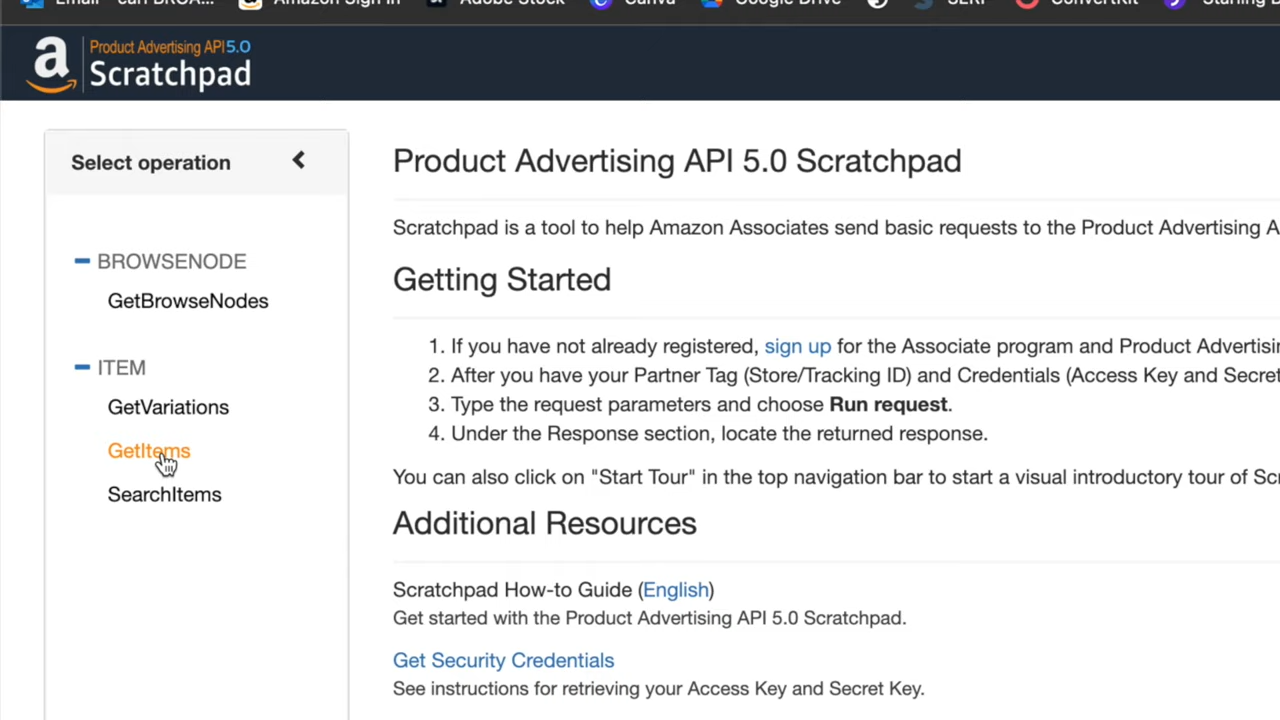 Email - carl BRGA... Amazon Sign In Adobe Stock Canva Google Drive SERP ConvertKit
Product Advertising API 5.0
Scratchpad
Select operation
BROWSENODE
GetBrowseNodes
ITEM
GetVariations
GetItems
SearchItems
Product Advertising API 5.0 Scratchpad
Scratchpad is a tool to help Amazon Associates send basic requests to the Product Advertising A
Getting Started
1. If you have not already registered, sign up for the Associate program and Product Advertisin
2. After you have your Partner Tag (Store/Tracking ID) and Credentials (Access Key and Secret
3. Type the request parameters and choose Run request.
4. Under the Response section, locate the returned response.
You can also click on "Start Tour" in the top navigation bar to start a visual introductory tour of Sc
Additional Resources
Scratchpad How-to Guide (English)
Get started with the Product Advertising API 5.0 Scratchpad.
Get Security Credentials
See instructions for retrieving your Access Key and Secret Key.